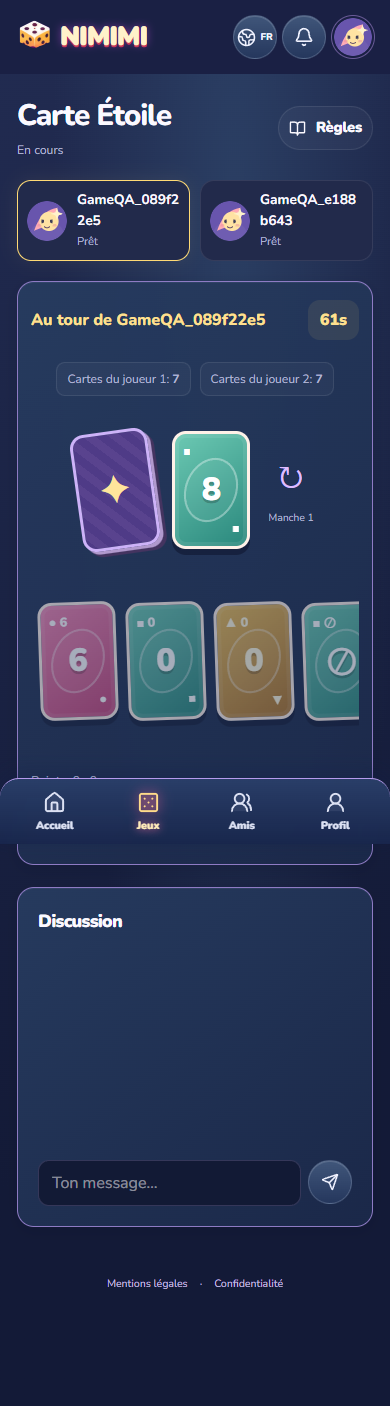 NIMIMI
FR
Carte Étoile
En cours
Règles
GameQA_089f2
2e5
Prêt
GameQA_e188
b643
Prêt
Au tour de GameQA_089f22e5
61s
Cartes du joueur 1: 7
Cartes du joueur 2: 7
8
Manche 1
6
6
0
0
0
0
Accueil
Jeux
Amis
Profil
Discussion
Ton message...
Mentions légales · Confidentialité